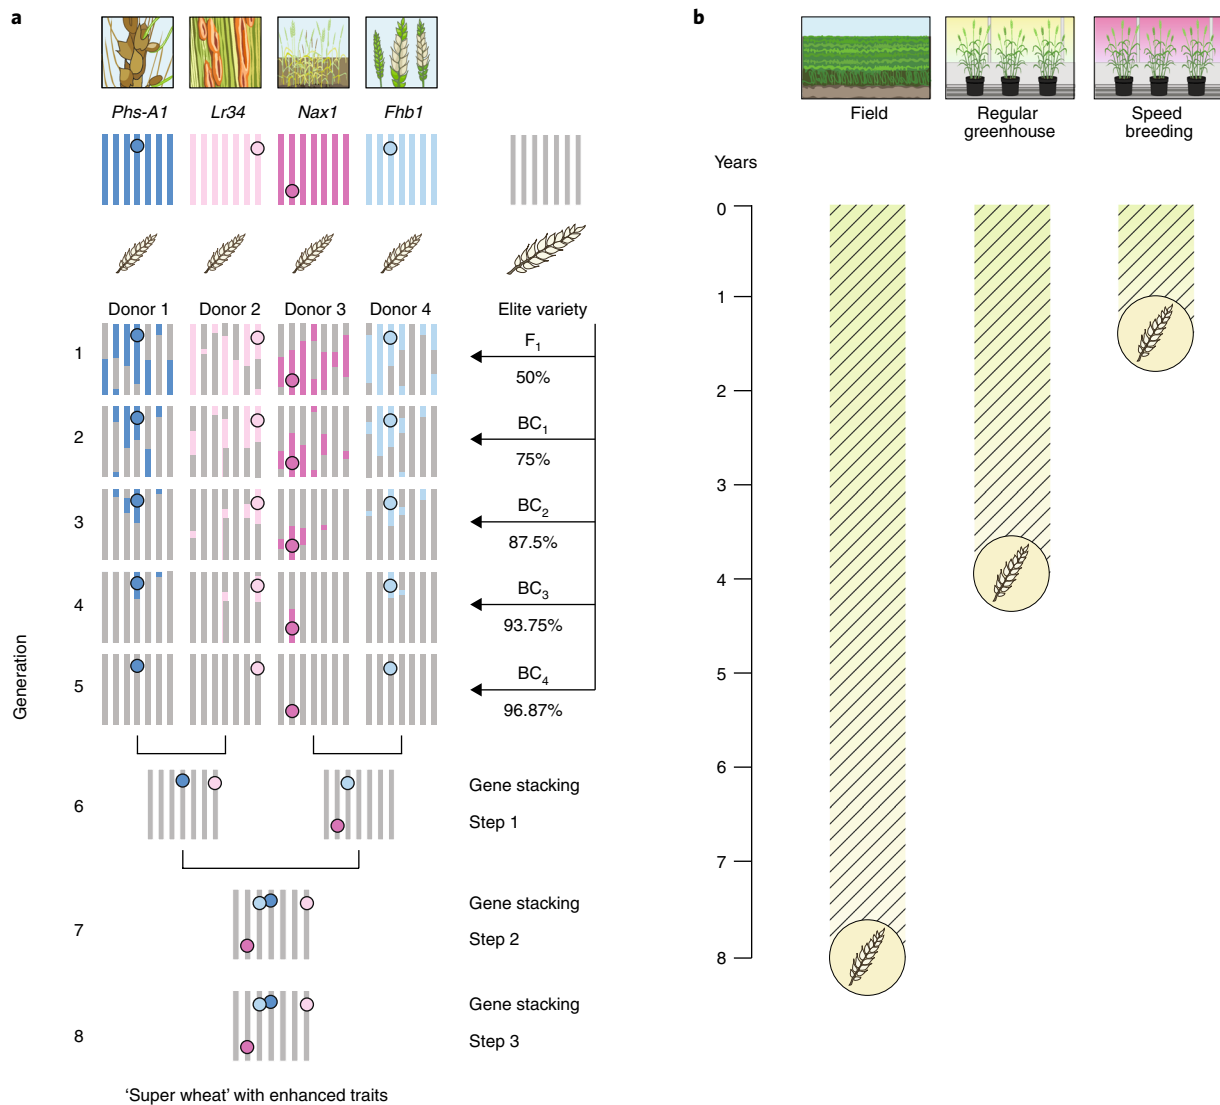 a
Phs-A1 Lr34 Nax1 Fhb1
Donor 1 Donor 2 Donor 3 Donor 4 Elite variety
Generation
1
F1
50%
2
BC1
75%
3
BC2
87.5%
4
BC3
93.75%
5
BC4
96.87%
6
Gene stacking
Step 1
7
Gene stacking
Step 2
8
Gene stacking
Step 3
‘Super wheat’ with enhanced traits
b
Field
Regular
greenhouse
Speed
breeding
Years
0
1
2
3
4
5
6
7
8